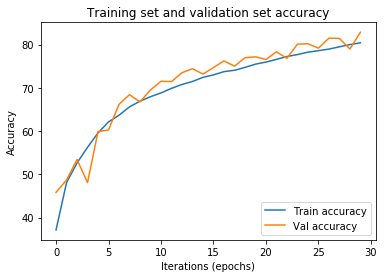 Training set and validation set accuracy
Accuracy
80
70
60
50
40
Train accuracy
Val accuracy
0 5 10 15 20 25 30
Iterations (epochs)